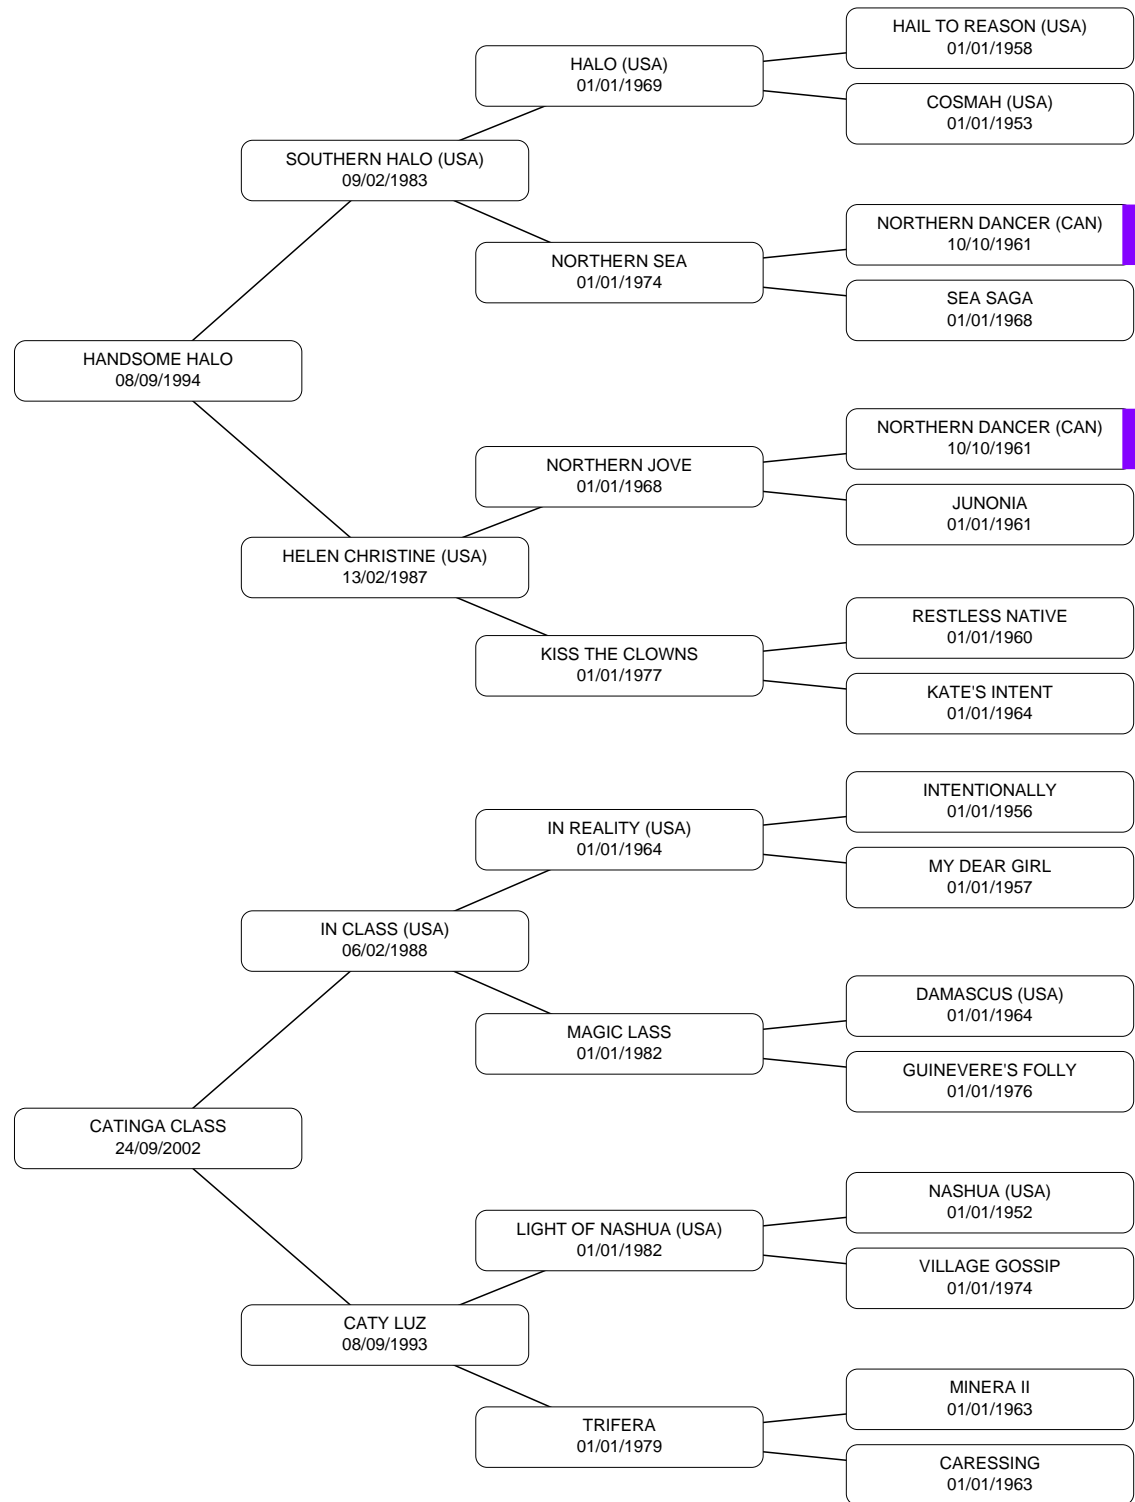 HAIL TO REASON (USA)
01/01/1958
HALO (USA)
01/01/1969
COSMAH (USA)
01/01/1953
SOUTHERN HALO (USA)
09/02/1983
NORTHERN DANCER (CAN)
10/10/1961
NORTHERN SEA
01/01/1974
SEA SAGA
01/01/1968
HANDSOME HALO
08/09/1994
NORTHERN DANCER (CAN)
10/10/1961
NORTHERN JOVE
01/01/1968
JUNONIA
01/01/1961
HELEN CHRISTINE (USA)
13/02/1987
RESTLESS NATIVE
01/01/1960
KISS THE CLOWNS
01/01/1977
KATE'S INTENT
01/01/1964
INTENTIONALLY
01/01/1956
IN REALITY (USA)
01/01/1964
MY DEAR GIRL
01/01/1957
IN CLASS (USA)
06/02/1988
DAMASCUS (USA)
01/01/1964
MAGIC LASS
01/01/1982
GUINEVERE'S FOLLY
01/01/1976
CATINGA CLASS
24/09/2002
NASHUA (USA)
01/01/1952
LIGHT OF NASHUA (USA)
01/01/1982
VILLAGE GOSSIP
01/01/1974
CATY LUZ
08/09/1993
MINERA II
01/01/1963
TRIFERA
01/01/1979
CARESSING
01/01/1963